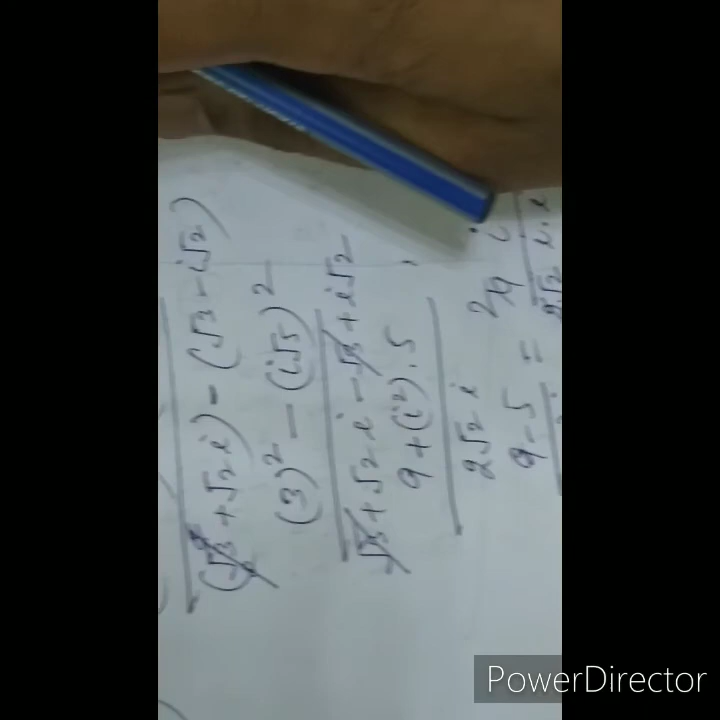 (3)² − (i√5)²
(√3 + √2 i) − (√3 − i√2)
√3 + √2 i − √3 + i√2
9 + (i²) . 5
2√2 i
9 − 5 =
PowerDirector